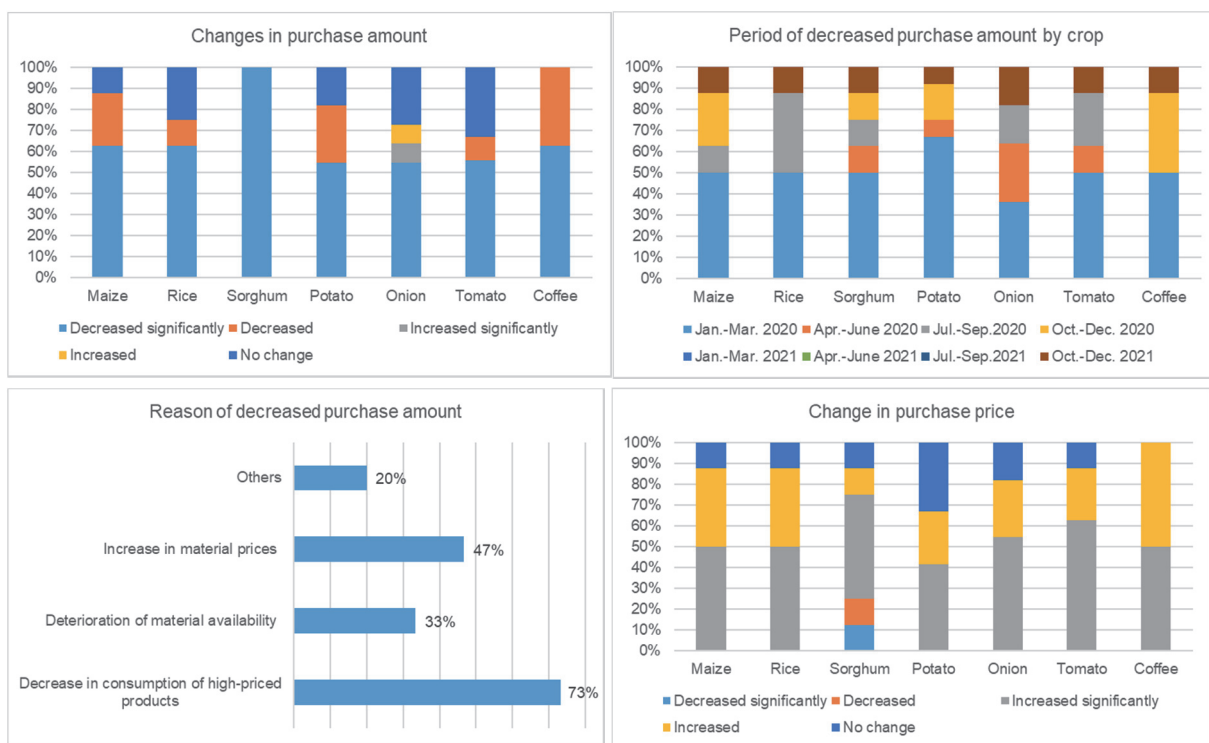 Changes in purchase amount
100%
90%
80%
70%
60%
50%
40%
30%
20%
10%
0%
Maize Rice Sorghum Potato Onion Tomato Coffee
Decreased significantly Decreased Increased significantly
Increased No change
Period of decreased purchase amount by crop
100%
90%
80%
70%
60%
50%
40%
30%
20%
10%
0%
Maize Rice Sorghum Potato Onion Tomato Coffee
Jan.-Mar. 2020 Apr.-June 2020 Jul.-Sep.2020 Oct.-Dec. 2020
Jan.-Mar. 2021 Apr.-June 2021 Jul.-Sep.2021 Oct.-Dec. 2021
Reason of decreased purchase amount
Others 20%
Increase in material prices 47%
Deterioration of material availability 33%
Decrease in consumption of high-priced
products 73%
Change in purchase price
100%
90%
80%
70%
60%
50%
40%
30%
20%
10%
0%
Maize Rice Sorghum Potato Onion Tomato Coffee
Decreased significantly Decreased Increased significantly
Increased No change